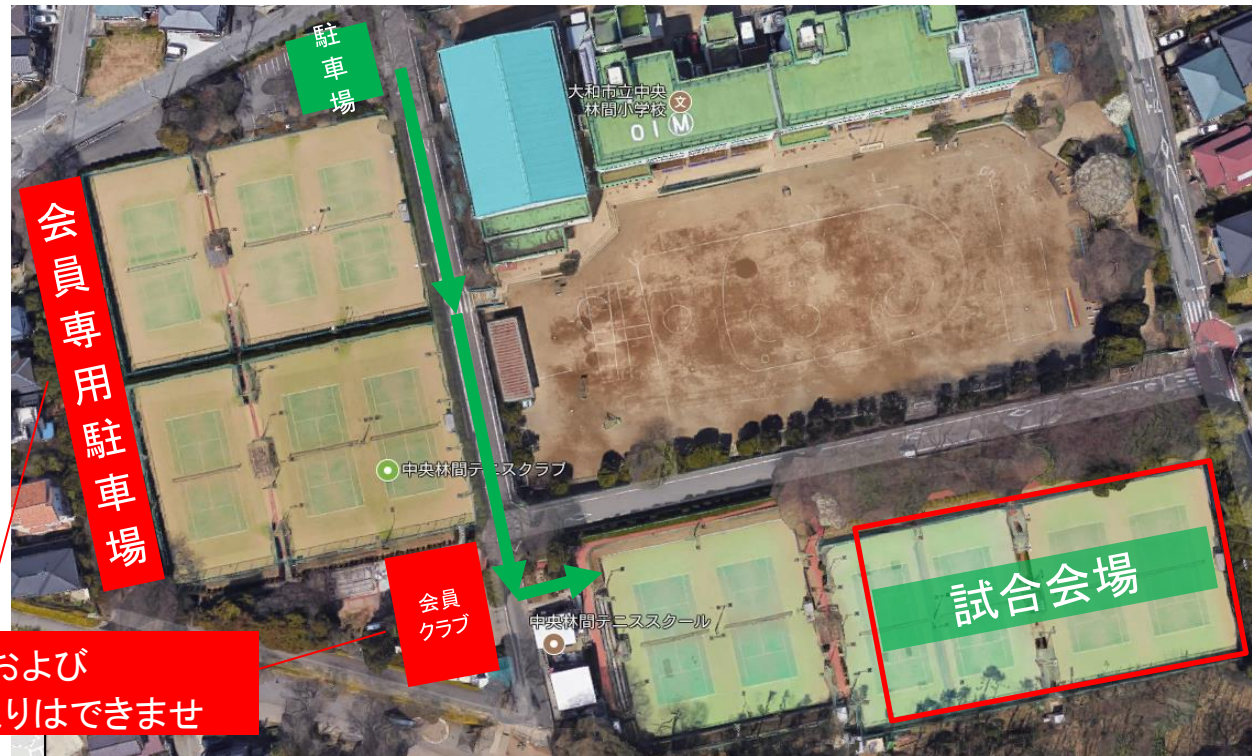 駐車場
大和市立中央
林間小学校
会員専用駐車場
中央林間テニスクラブ
会員
クラブ
試合会場
中央林間テニススクール
および
りはできませ